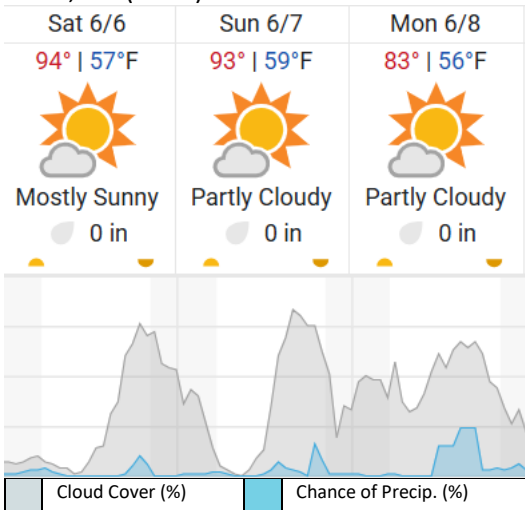 Sat 6/6
Sun 6/7
Mon 6/8
94° | 57°F
93° | 59°F
83° | 56°F
Mostly Sunny
Partly Cloudy
Partly Cloudy
0 in
0 in
0 in
Cloud Cover (%)
Chance of Precip. (%)